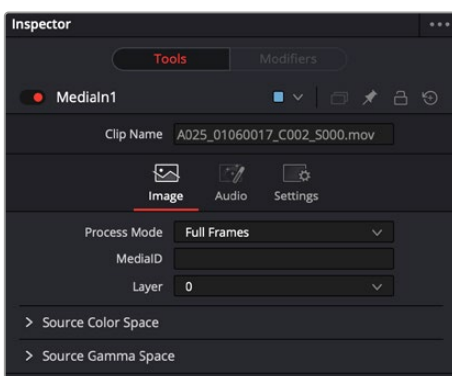 Inspector
Tools Modifiers
MediaIn1
Clip Name A025_01060017_C002_S000.mov
Image Audio Settings
Process Mode Full Frames
MediaID
Layer 0
Source Color Space
Source Gamma Space